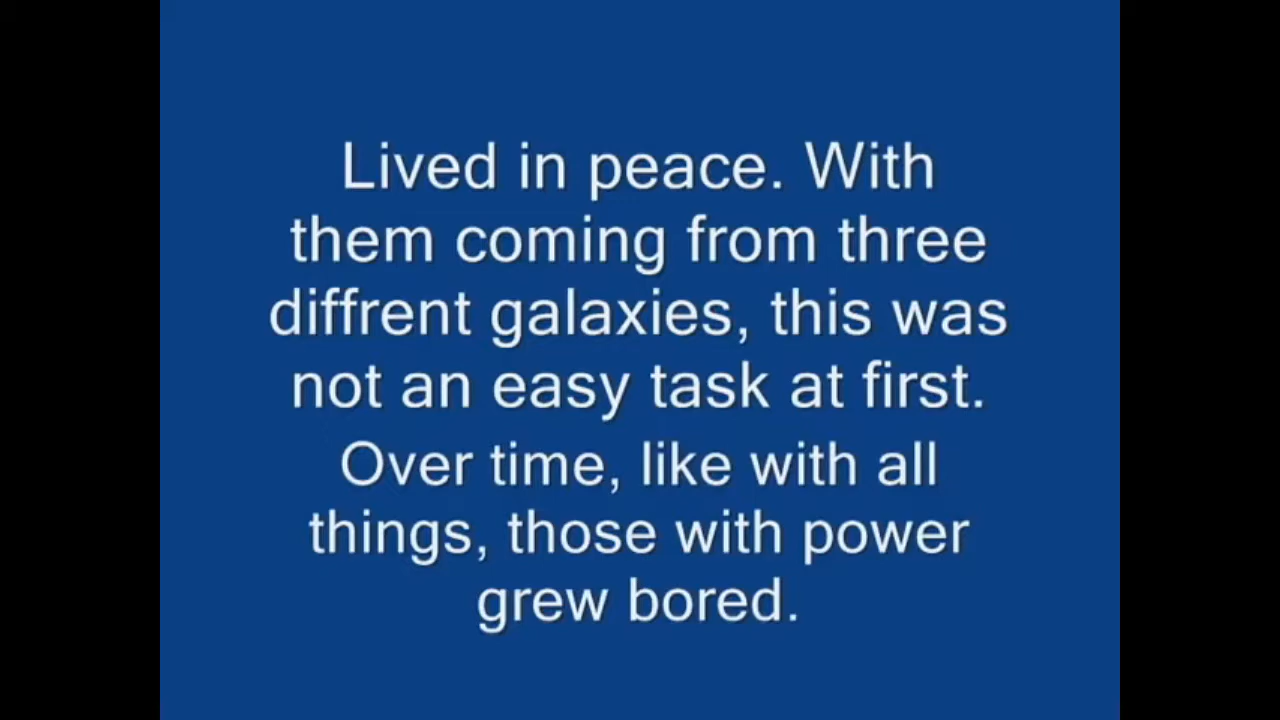 Lived in peace. With
them coming from three
diffrent galaxies, this was
not an easy task at first.
Over time, like with all
things, those with power
grew bored.